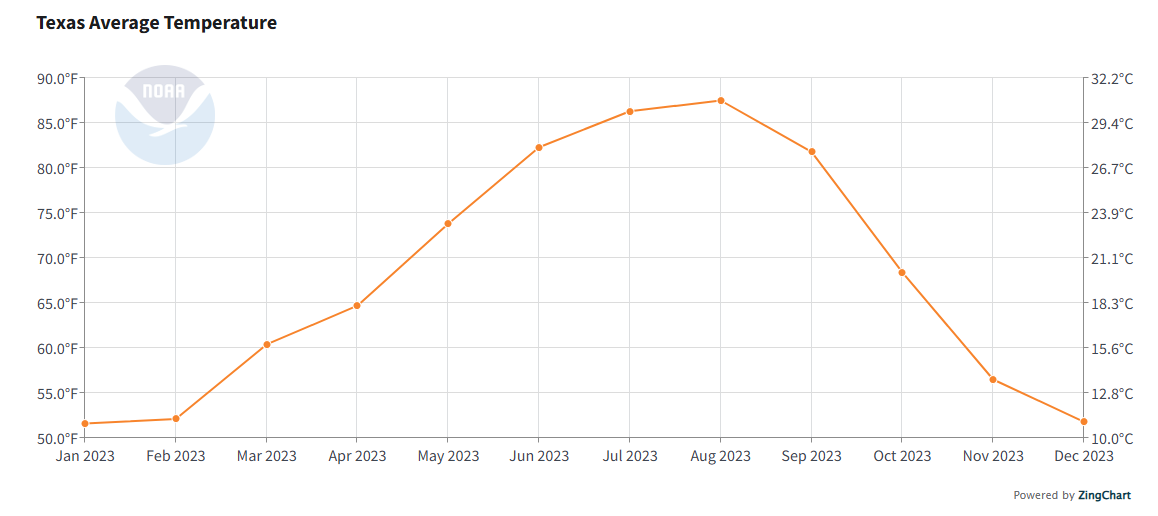 Texas Average Temperature
NOAA
90.0°F
85.0°F
80.0°F
75.0°F
70.0°F
65.0°F
60.0°F
55.0°F
50.0°F
32.2°C
29.4°C
26.7°C
23.9°C
21.1°C
18.3°C
15.6°C
12.8°C
10.0°C
Jan 2023 Feb 2023 Mar 2023 Apr 2023 May 2023 Jun 2023 Jul 2023 Aug 2023 Sep 2023 Oct 2023 Nov 2023 Dec 2023
Powered by ZingChart